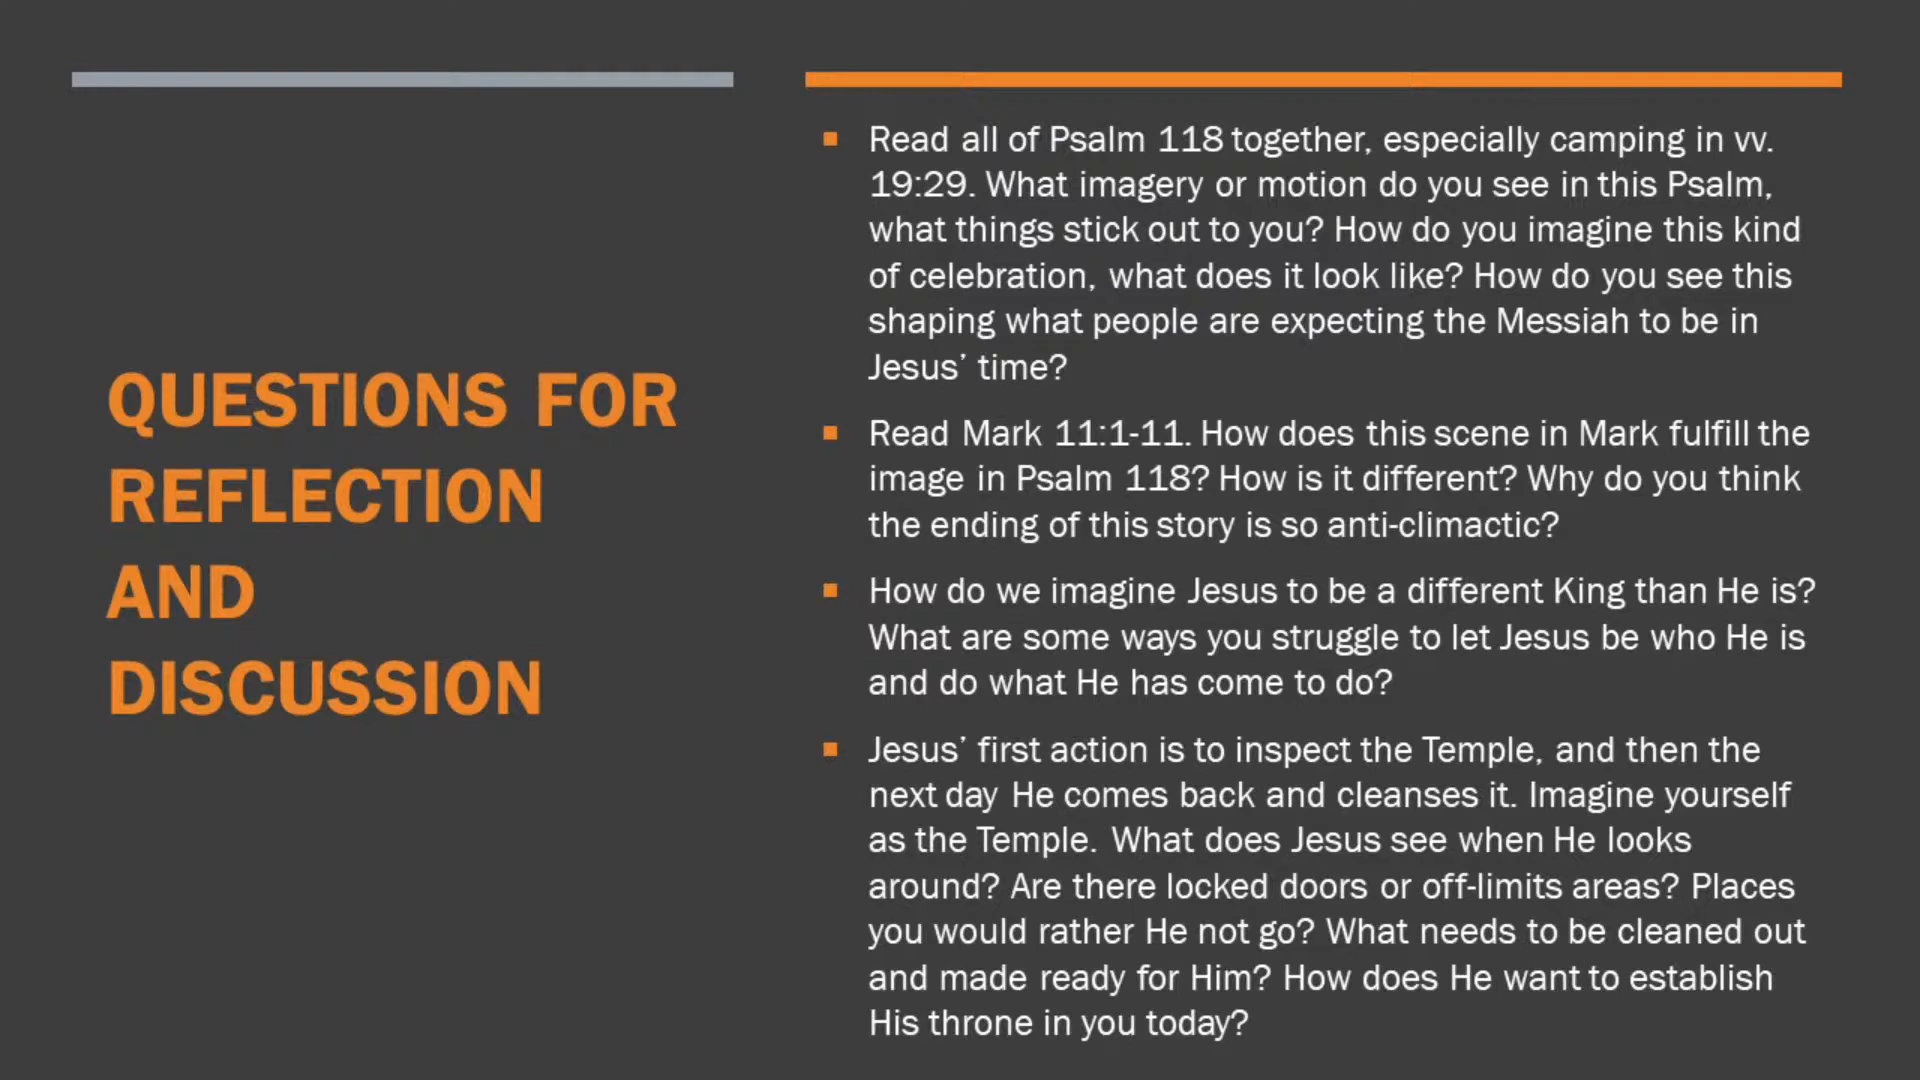 QUESTIONS FOR
REFLECTION
AND
DISCUSSION
▪ Read all of Psalm 118 together, especially camping in vv.
19:29. What imagery or motion do you see in this Psalm,
what things stick out to you? How do you imagine this kind
of celebration, what does it look like? How do you see this
shaping what people are expecting the Messiah to be in
Jesus’ time?
▪ Read Mark 11:1-11. How does this scene in Mark fulfill the
image in Psalm 118? How is it different? Why do you think
the ending of this story is so anti-climactic?
▪ How do we imagine Jesus to be a different King than He is?
What are some ways you struggle to let Jesus be who He is
and do what He has come to do?
▪ Jesus’ first action is to inspect the Temple, and then the
next day He comes back and cleanses it. Imagine yourself
as the Temple. What does Jesus see when He looks
around? Are there locked doors or off-limits areas? Places
you would rather He not go? What needs to be cleaned out
and made ready for Him? How does He want to establish
His throne in you today?